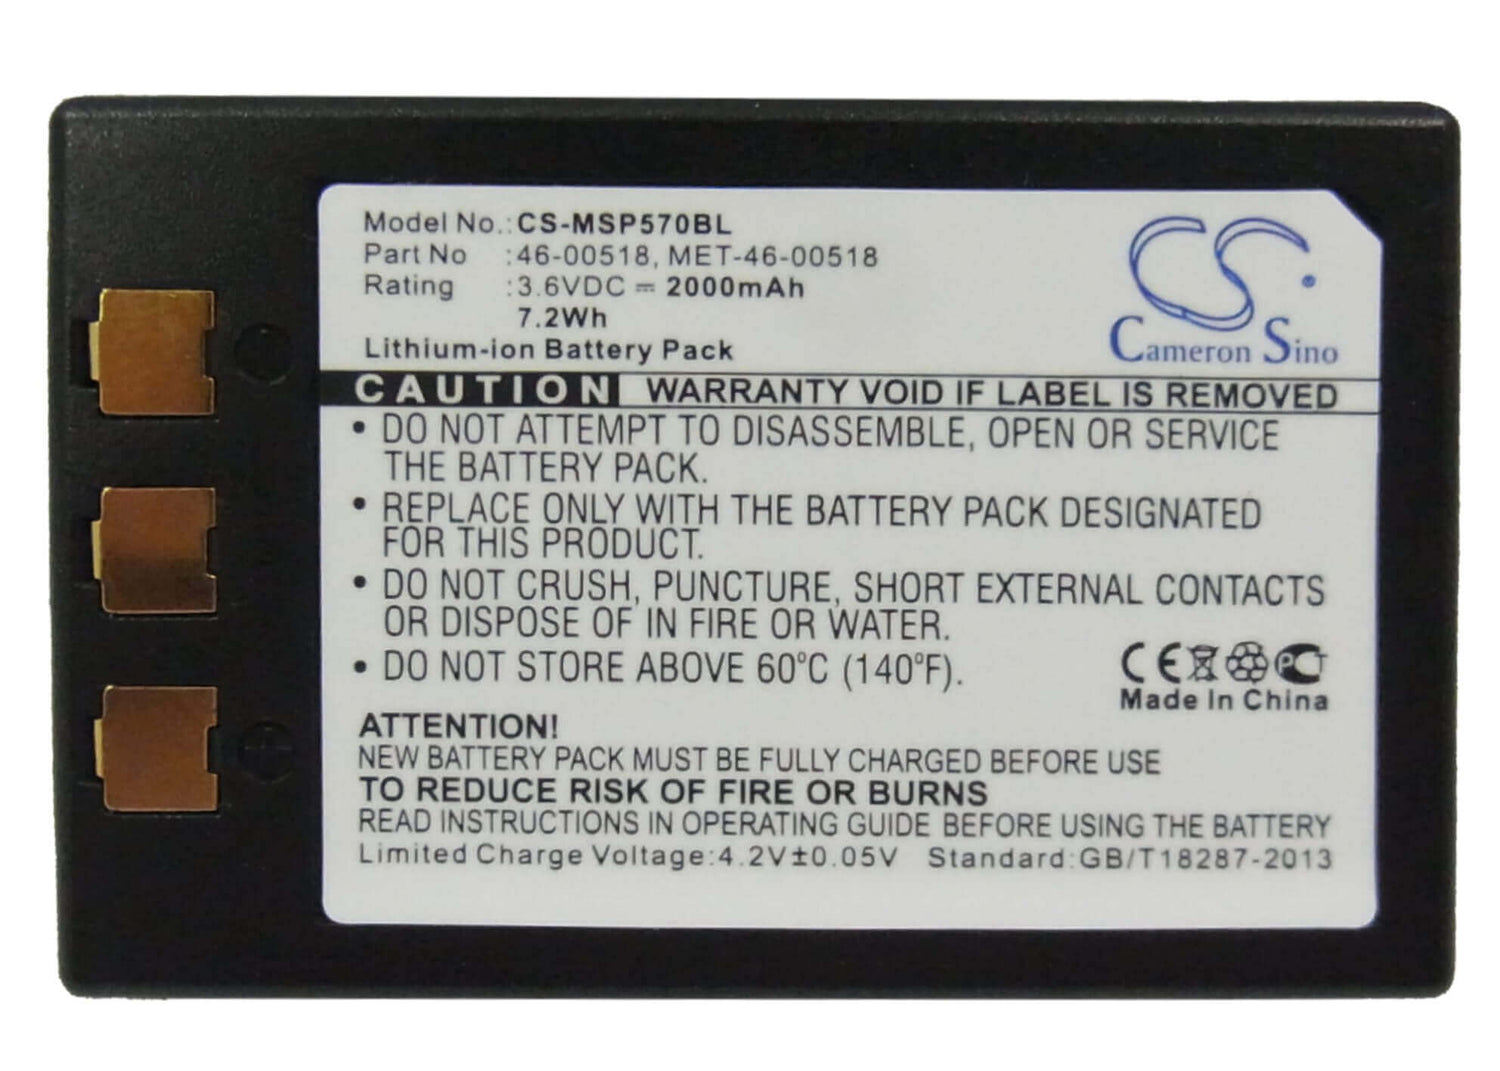 Model No.: CS-MSP570BL
Part No : 46-00518, MET-46-00518
Rating : 3.6VDC ⎓ 2000mAh
7.2Wh
Lithium-ion Battery Pack
CS
Cameron Sino
CAUTION! WARRANTY VOID IF LABEL IS REMOVED
• DO NOT ATTEMPT TO DISASSEMBLE, OPEN OR SERVICE
THE BATTERY PACK.
• REPLACE ONLY WITH THE BATTERY PACK DESIGNATED
FOR THIS PRODUCT.
• DO NOT CRUSH, PUNCTURE, SHORT EXTERNAL CONTACTS
OR DISPOSE OF IN FIRE OR WATER.
• DO NOT STORE ABOVE 60°C (140°F).
CE PCT
Made In China
ATTENTION!
NEW BATTERY PACK MUST BE FULLY CHARGED BEFORE USE
TO REDUCE RISK OF FIRE OR BURNS
READ INSTRUCTIONS IN OPERATING GUIDE BEFORE USING THE BATTERY
Limited Charge Voltage:4.2V±0.05V Standard:GB/T18287-2013